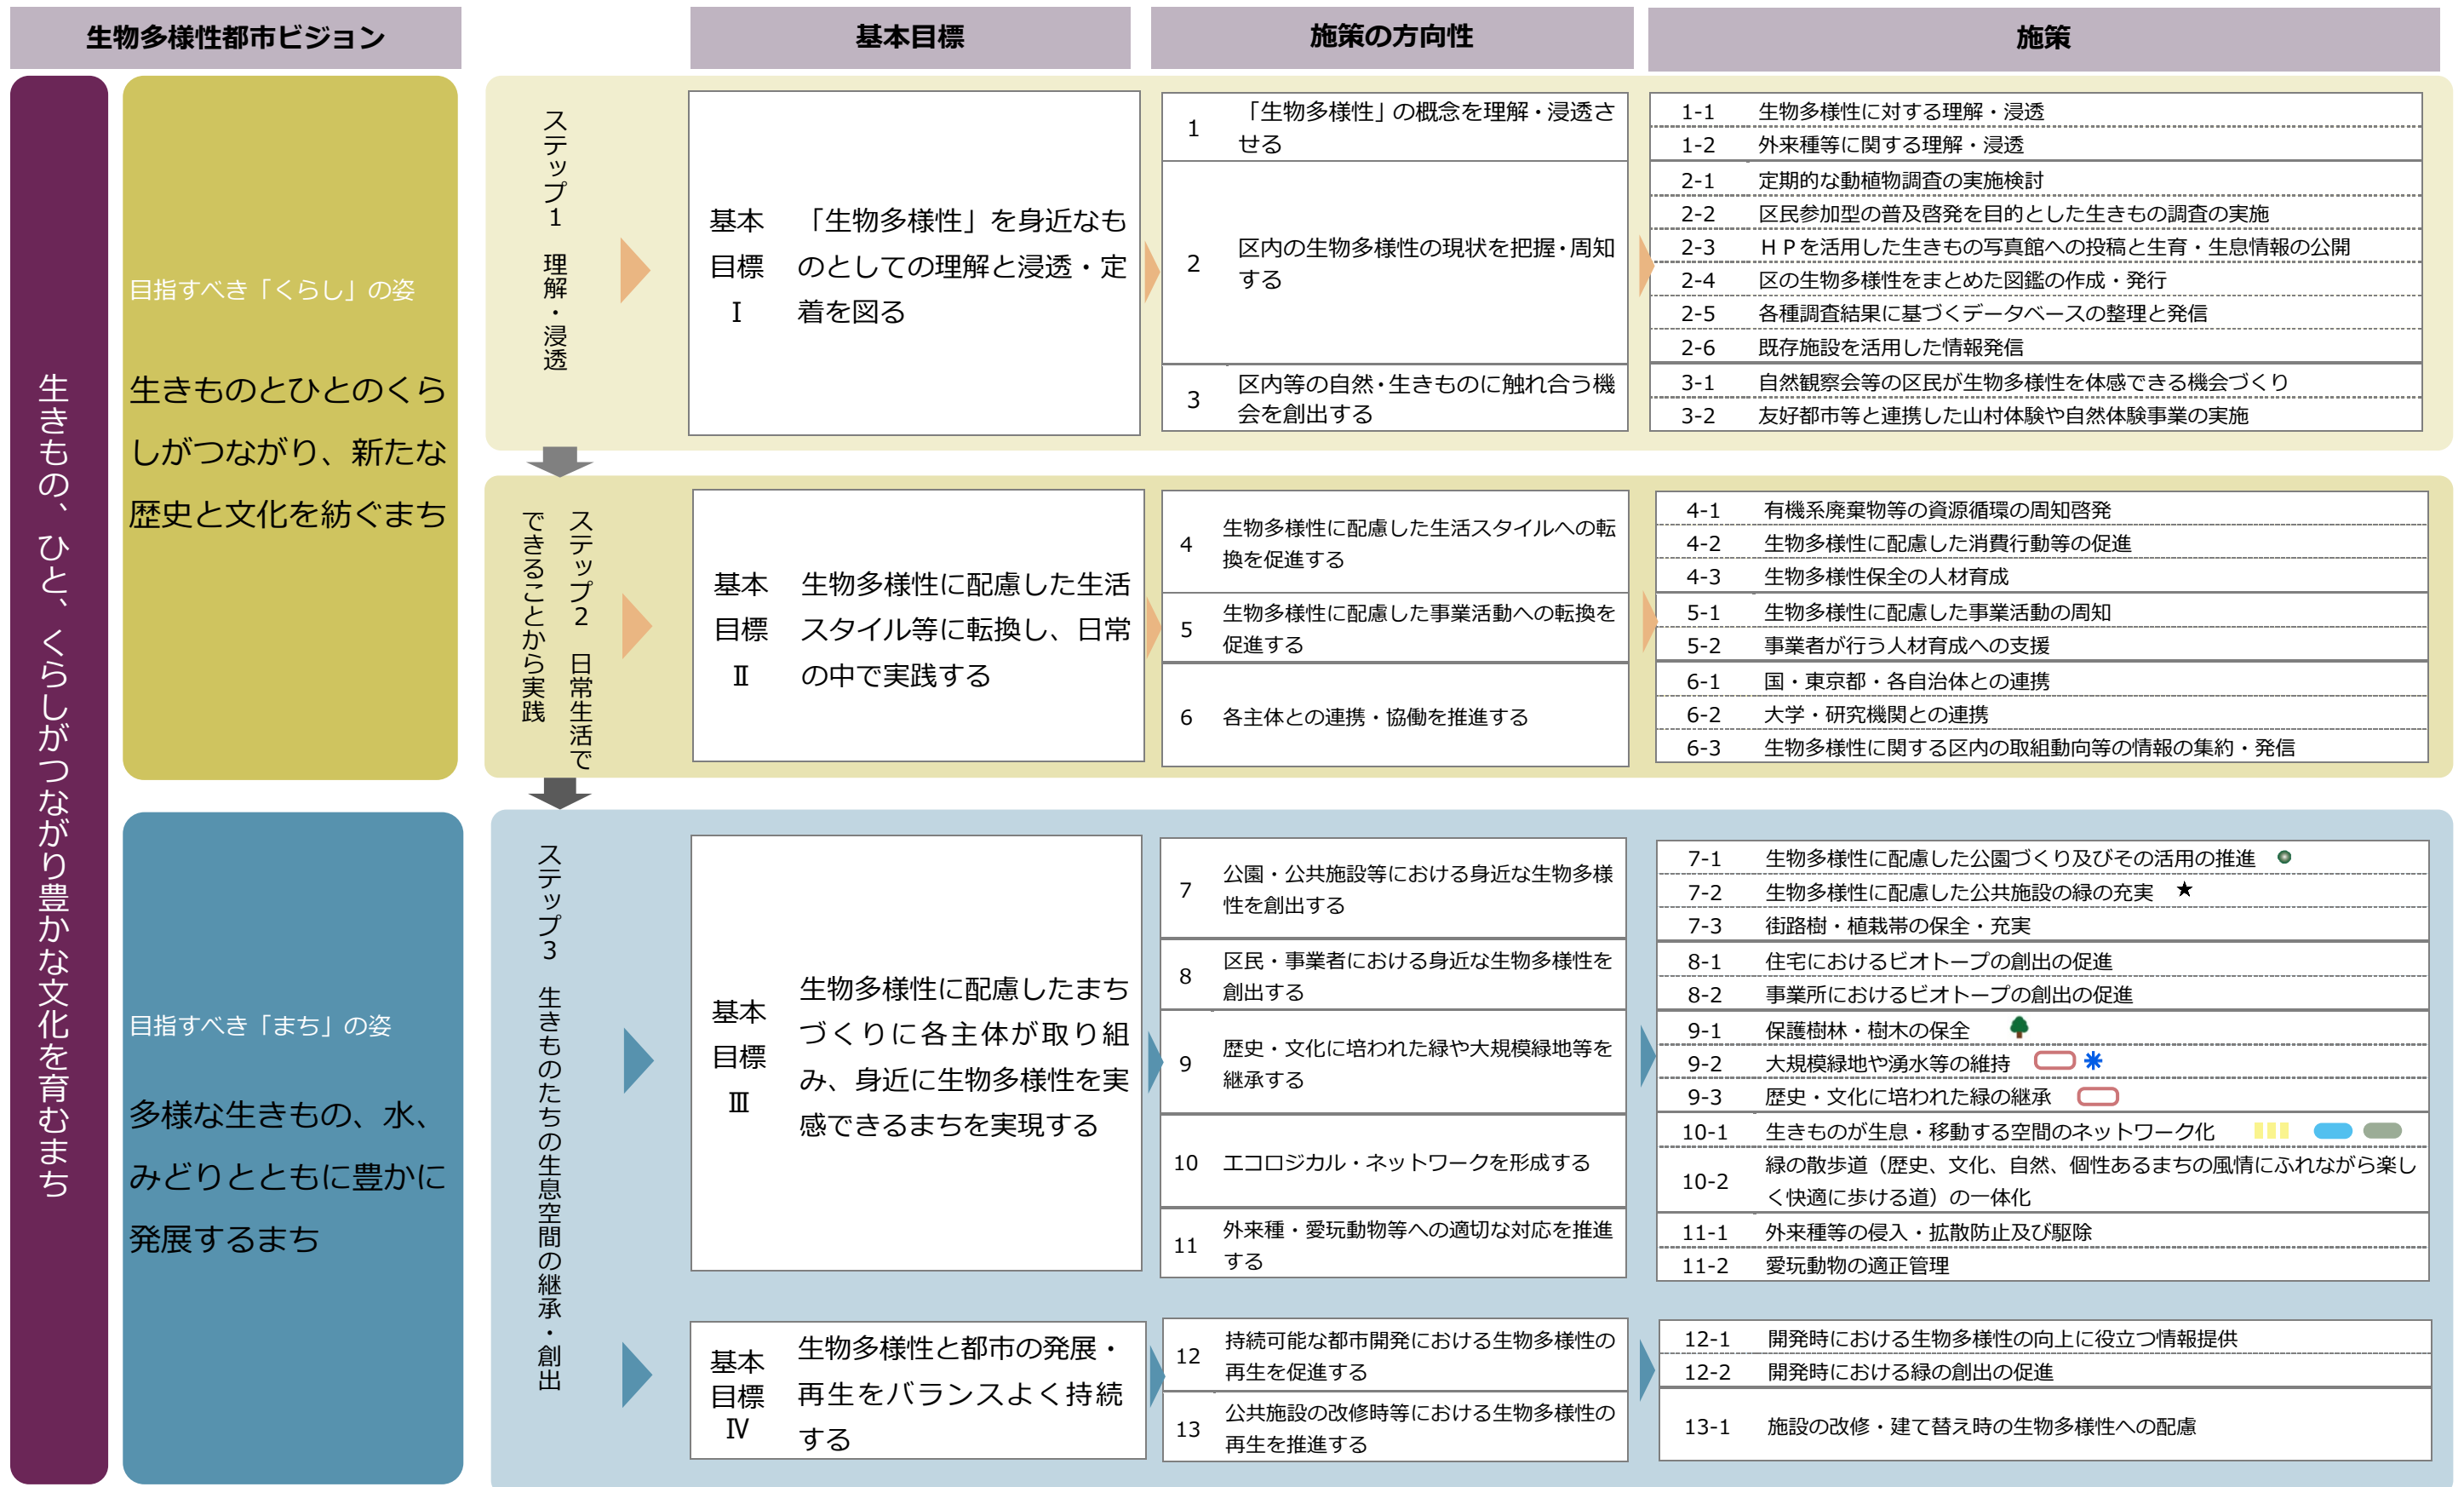 生物多様性都市ビジョン
基本目標
施策の方向性
施策
生きもの、ひと、くらしがつながり豊かな文化を育むまち
目指すべき「くらし」の姿
生きものとひとのくら
しがつながり、新たな
歴史と文化を紡ぐまち
ステップ1 理解・浸透
基本
目標
Ⅰ
「生物多様性」を身近なも
のとしての理解と浸透・定
着を図る
1 「生物多様性」の概念を理解・浸透さ
せる
2 区内の生物多様性の現状を把握・周知
する
3 区内等の自然・生きものに触れ合う機
会を創出する
1-1 生物多様性に対する理解・浸透
1-2 外来種等に関する理解・浸透
2-1 定期的な動植物調査の実施検討
2-2 区民参加型の普及啓発を目的とした生きもの調査の実施
2-3 ＨＰを活用した生きもの写真館への投稿と生育・生息情報の公開
2-4 区の生物多様性をまとめた図鑑の作成・発行
2-5 各種調査結果に基づくデータベースの整理と発信
2-6 既存施設を活用した情報発信
3-1 自然観察会等の区民が生物多様性を体感できる機会づくり
3-2 友好都市等と連携した山村体験や自然体験事業の実施
ステップ2 日常生活で
できることから実践
基本
目標
Ⅱ
生物多様性に配慮した生活
スタイル等に転換し、日常
の中で実践する
4 生物多様性に配慮した生活スタイルへの転
換を促進する
5 生物多様性に配慮した事業活動への転換を
促進する
6 各主体との連携・協働を推進する
4-1 有機系廃棄物等の資源循環の周知啓発
4-2 生物多様性に配慮した消費行動等の促進
4-3 生物多様性保全の人材育成
5-1 生物多様性に配慮した事業活動の周知
5-2 事業者が行う人材育成への支援
6-1 国・東京都・各自治体との連携
6-2 大学・研究機関との連携
6-3 生物多様性に関する区内の取組動向等の情報の集約・発信
目指すべき「まち」の姿
多様な生きもの、水、
みどりとともに豊かに
発展するまち
ステップ3 生きものたちの生息空間の継承・創出
基本
目標
Ⅲ
生物多様性に配慮したまち
づくりに各主体が取り組
み、身近に生物多様性を実
感できるまちを実現する
7 公園・公共施設等における身近な生物多様
性を創出する
8 区民・事業者における身近な生物多様性を
創出する
9 歴史・文化に培われた緑や大規模緑地等を
継承する
10 エコロジカル・ネットワークを形成する
11 外来種・愛玩動物等への適切な対応を推進
する
7-1 生物多様性に配慮した公園づくり及びその活用の推進
7-2 生物多様性に配慮した公共施設の緑の充実 ★
7-3 街路樹・植栽帯の保全・充実
8-1 住宅におけるビオトープの創出の促進
8-2 事業所におけるビオトープの創出の促進
9-1 保護樹林・樹木の保全
9-2 大規模緑地や湧水等の維持
9-3 歴史・文化に培われた緑の継承
10-1 生きものが生息・移動する空間のネットワーク化
10-2 緑の散歩道（歴史、文化、自然、個性あるまちの風情にふれながら楽し
く快適に歩ける道）の一体化
11-1 外来種等の侵入・拡散防止及び駆除
11-2 愛玩動物の適正管理
基本
目標
Ⅳ
生物多様性と都市の発展・
再生をバランスよく持続
する
12 持続可能な都市開発における生物多様性の
再生を促進する
13 公共施設の改修時等における生物多様性の
再生を推進する
12-1 開発時における生物多様性の向上に役立つ情報提供
12-2 開発時における緑の創出の促進
13-1 施設の改修・建て替え時の生物多様性への配慮